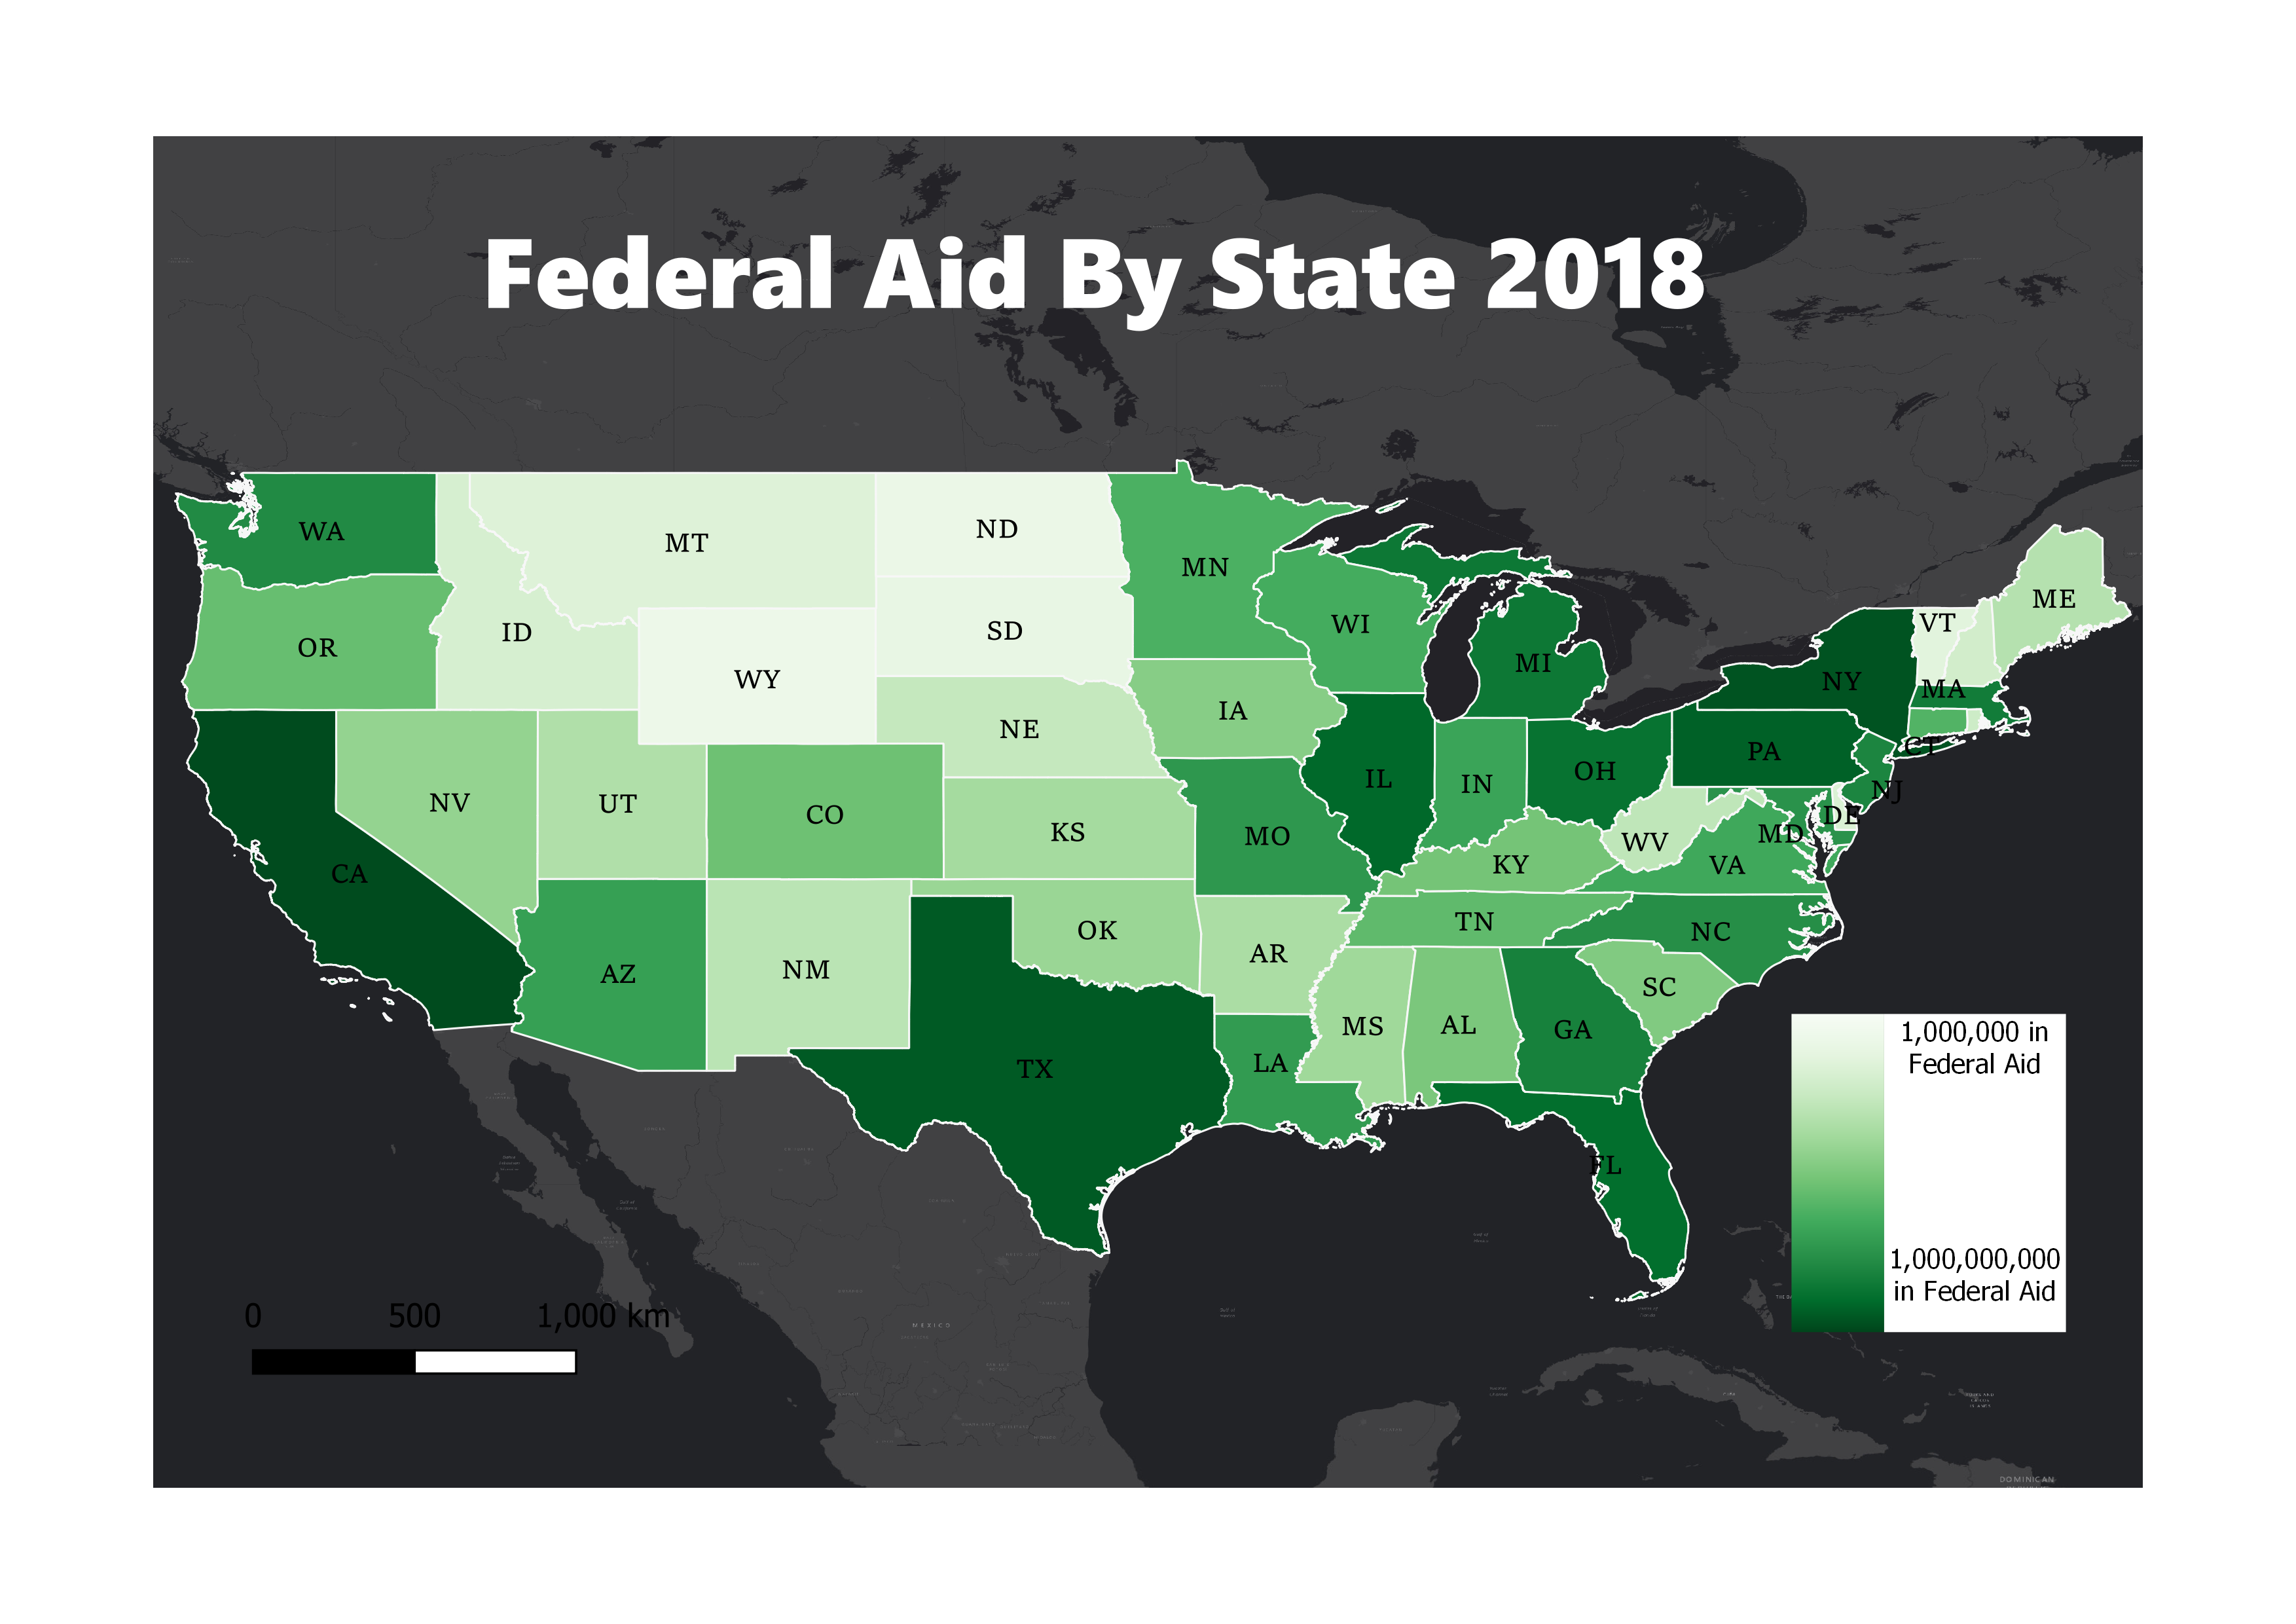 Federal Aid By State 2018
WA
MT
ND
MN
OR
ID
SD
WI
MI
ME
VT
WY
NY
MA
NE
IA
PA
CT
NV
UT
CO
KS
MO
IL
IN
OH
NJ
DE
MD
WV
VA
KY
CA
AZ
NM
OK
AR
TN
NC
SC
MS
AL
GA
LA
TX
FL
1,000,000 in
Federal Aid
1,000,000,000
in Federal Aid
0 500 1,000 km
MEXICO
DOMINICAN